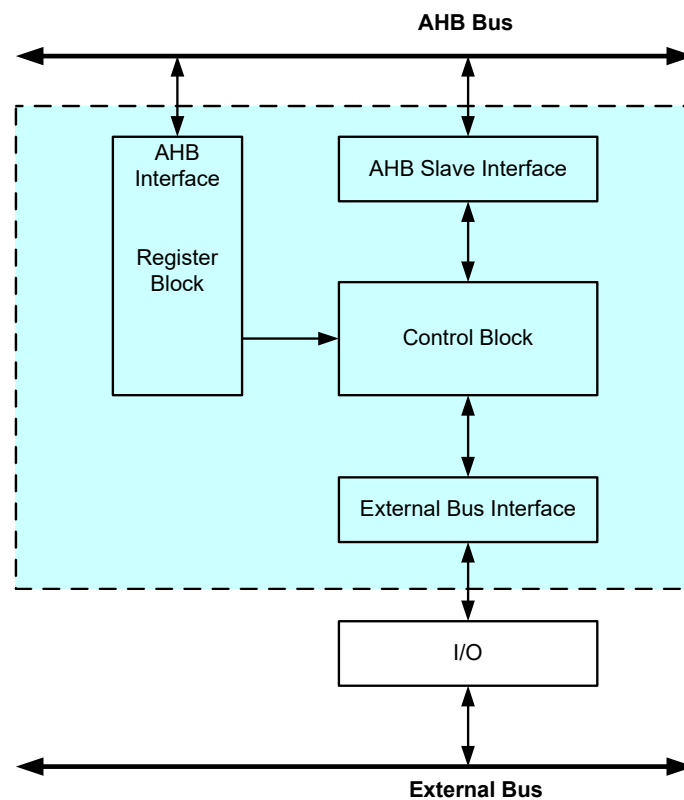 AHB Bus
AHB
Interface
Register
Block
AHB Slave Interface
Control Block
External Bus Interface
I/O
External Bus